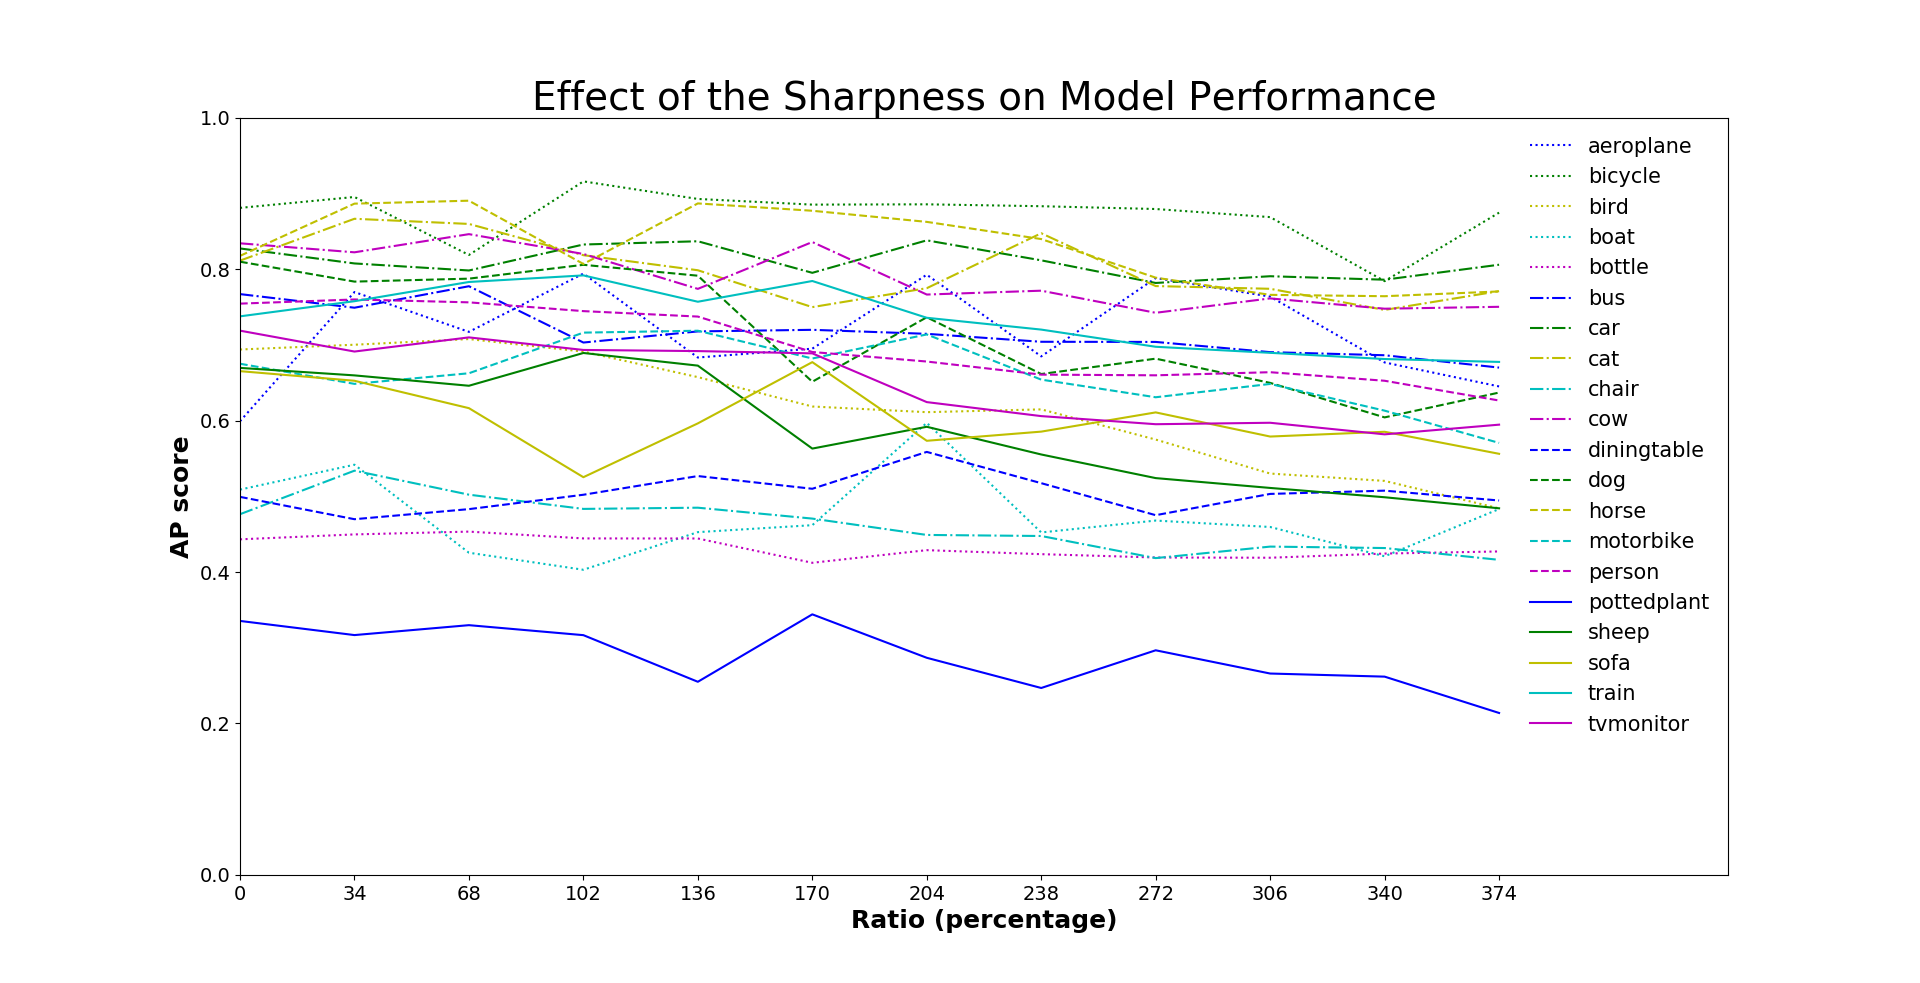 Effect of the Sharpness on Model Performance
1.0
0.8
0.6
0.4
0.2
0.0
AP score
0 34 68 102 136 170 204 238 272 306 340 374
Ratio (percentage)
aeroplane
bicycle
bird
boat
bottle
bus
car
cat
chair
cow
diningtable
dog
horse
motorbike
person
pottedplant
sheep
sofa
train
tvmonitor